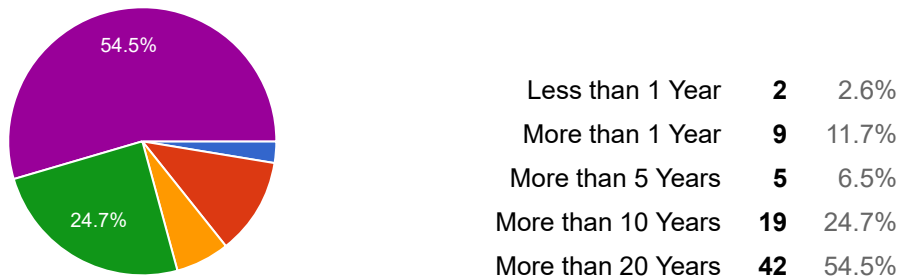 54.5%
24.7%
Less than 1 Year 2 2.6%
More than 1 Year 9 11.7%
More than 5 Years 5 6.5%
More than 10 Years 19 24.7%
More than 20 Years 42 54.5%